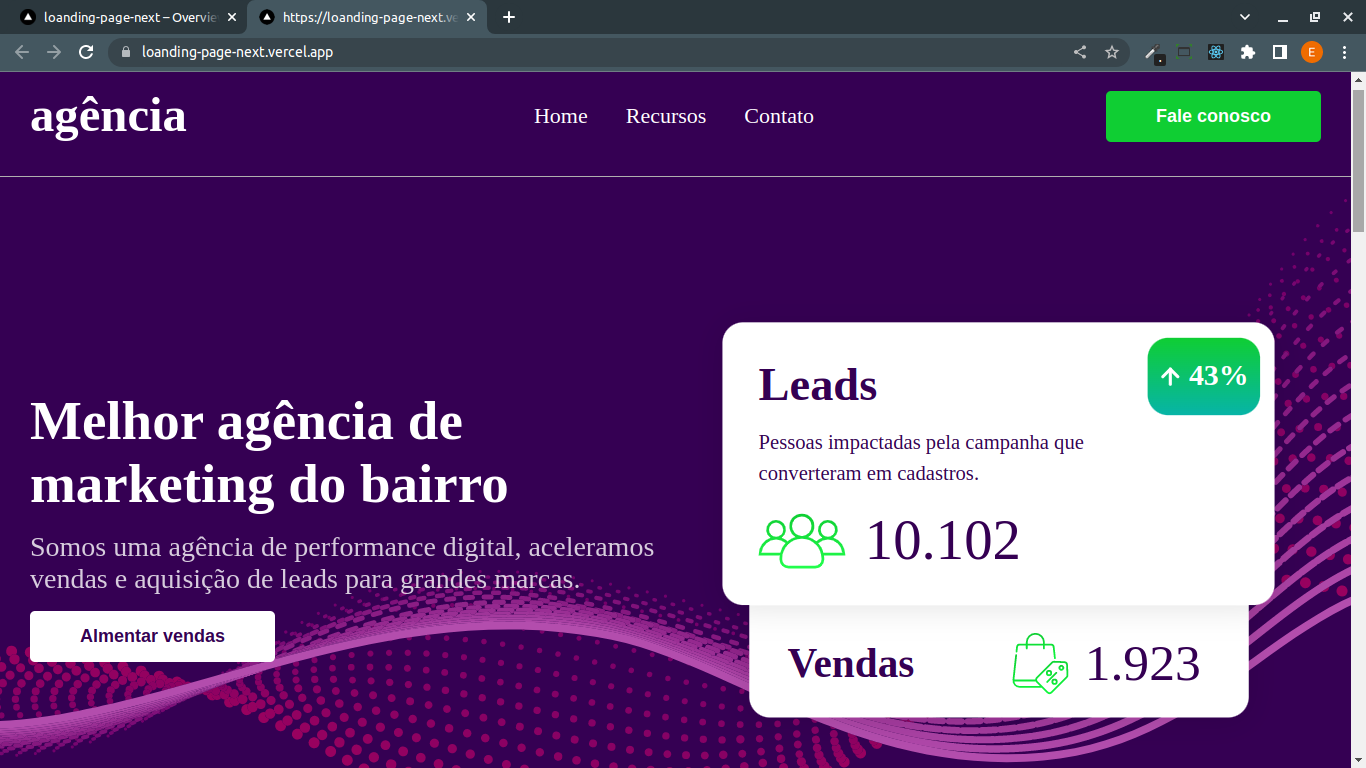 loanding-page-next – Overvie
https://loanding-page-next.ve
loanding-page-next.vercel.app
E
agência
Home
Recursos
Contato
Fale conosco
Melhor agência de
marketing do bairro
Somos uma agência de performance digital, aceleramos
vendas e aquisição de leads para grandes marcas.
Almentar vendas
Leads
43%
Pessoas impactadas pela campanha que
converteram em cadastros.
10.102
Vendas
1.923